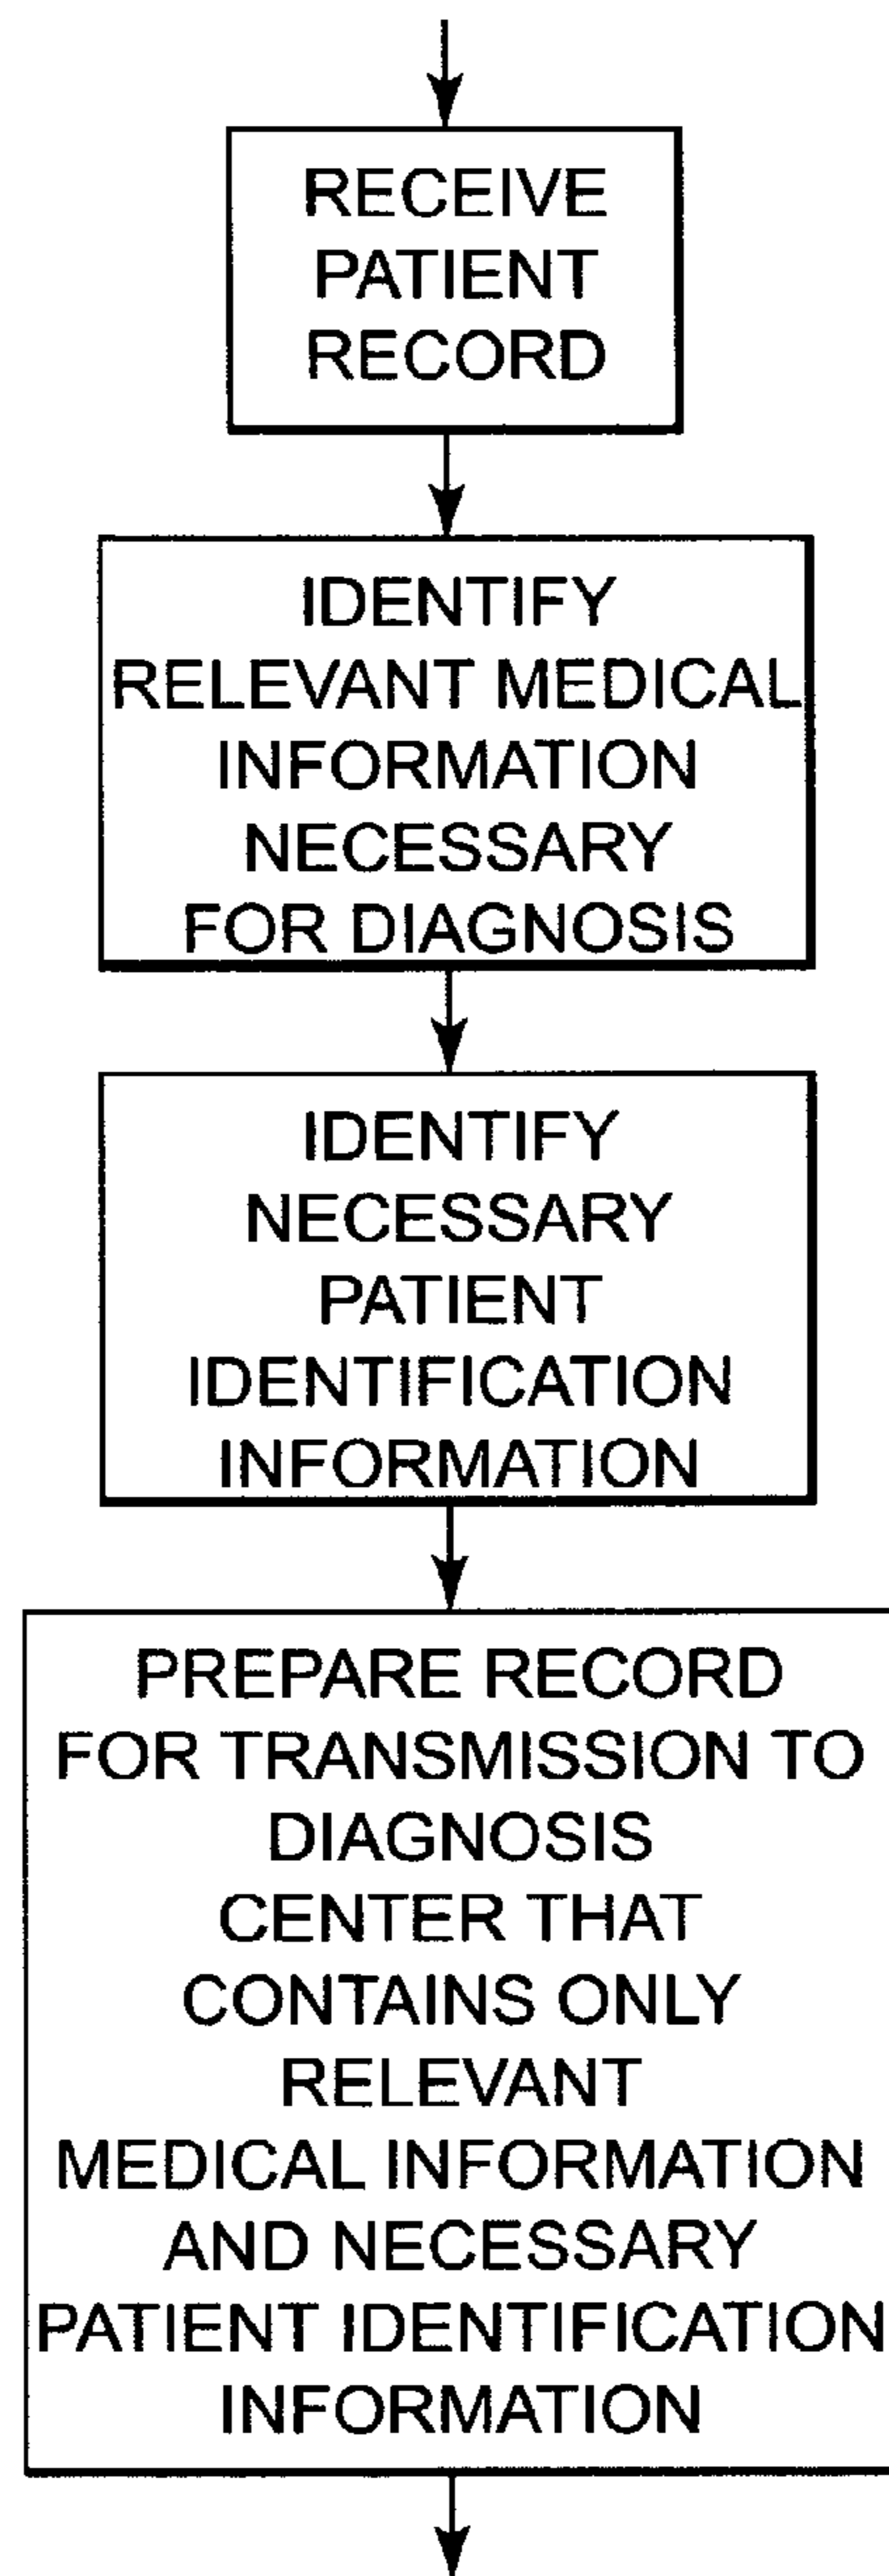 RECEIVE
PATIENT
RECORD
IDENTIFY
RELEVANT MEDICAL
INFORMATION
NECESSARY
FOR DIAGNOSIS
IDENTIFY
NECESSARY
PATIENT
IDENTIFICATION
INFORMATION
PREPARE RECORD
FOR TRANSMISSION TO
DIAGNOSIS
CENTER THAT
CONTAINS ONLY
RELEVANT
MEDICAL INFORMATION
AND NECESSARY
PATIENT IDENTIFICATION
INFORMATION